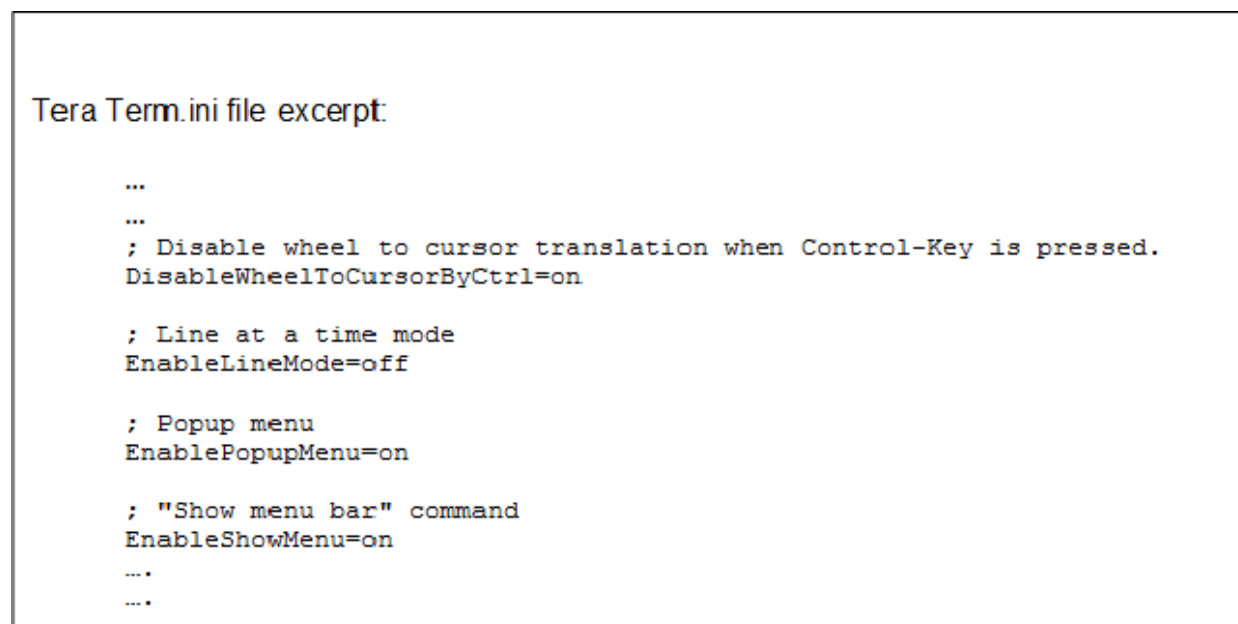 Tera Term.ini file excerpt:
...
...
; Disable wheel to cursor translation when Control-Key is pressed.
DisableWheelToCursorByCtrl=on
; Line at a time mode
EnableLineMode=off
; Popup menu
EnablePopupMenu=on
; "Show menu bar" command
EnableShowMenu=on
….
….